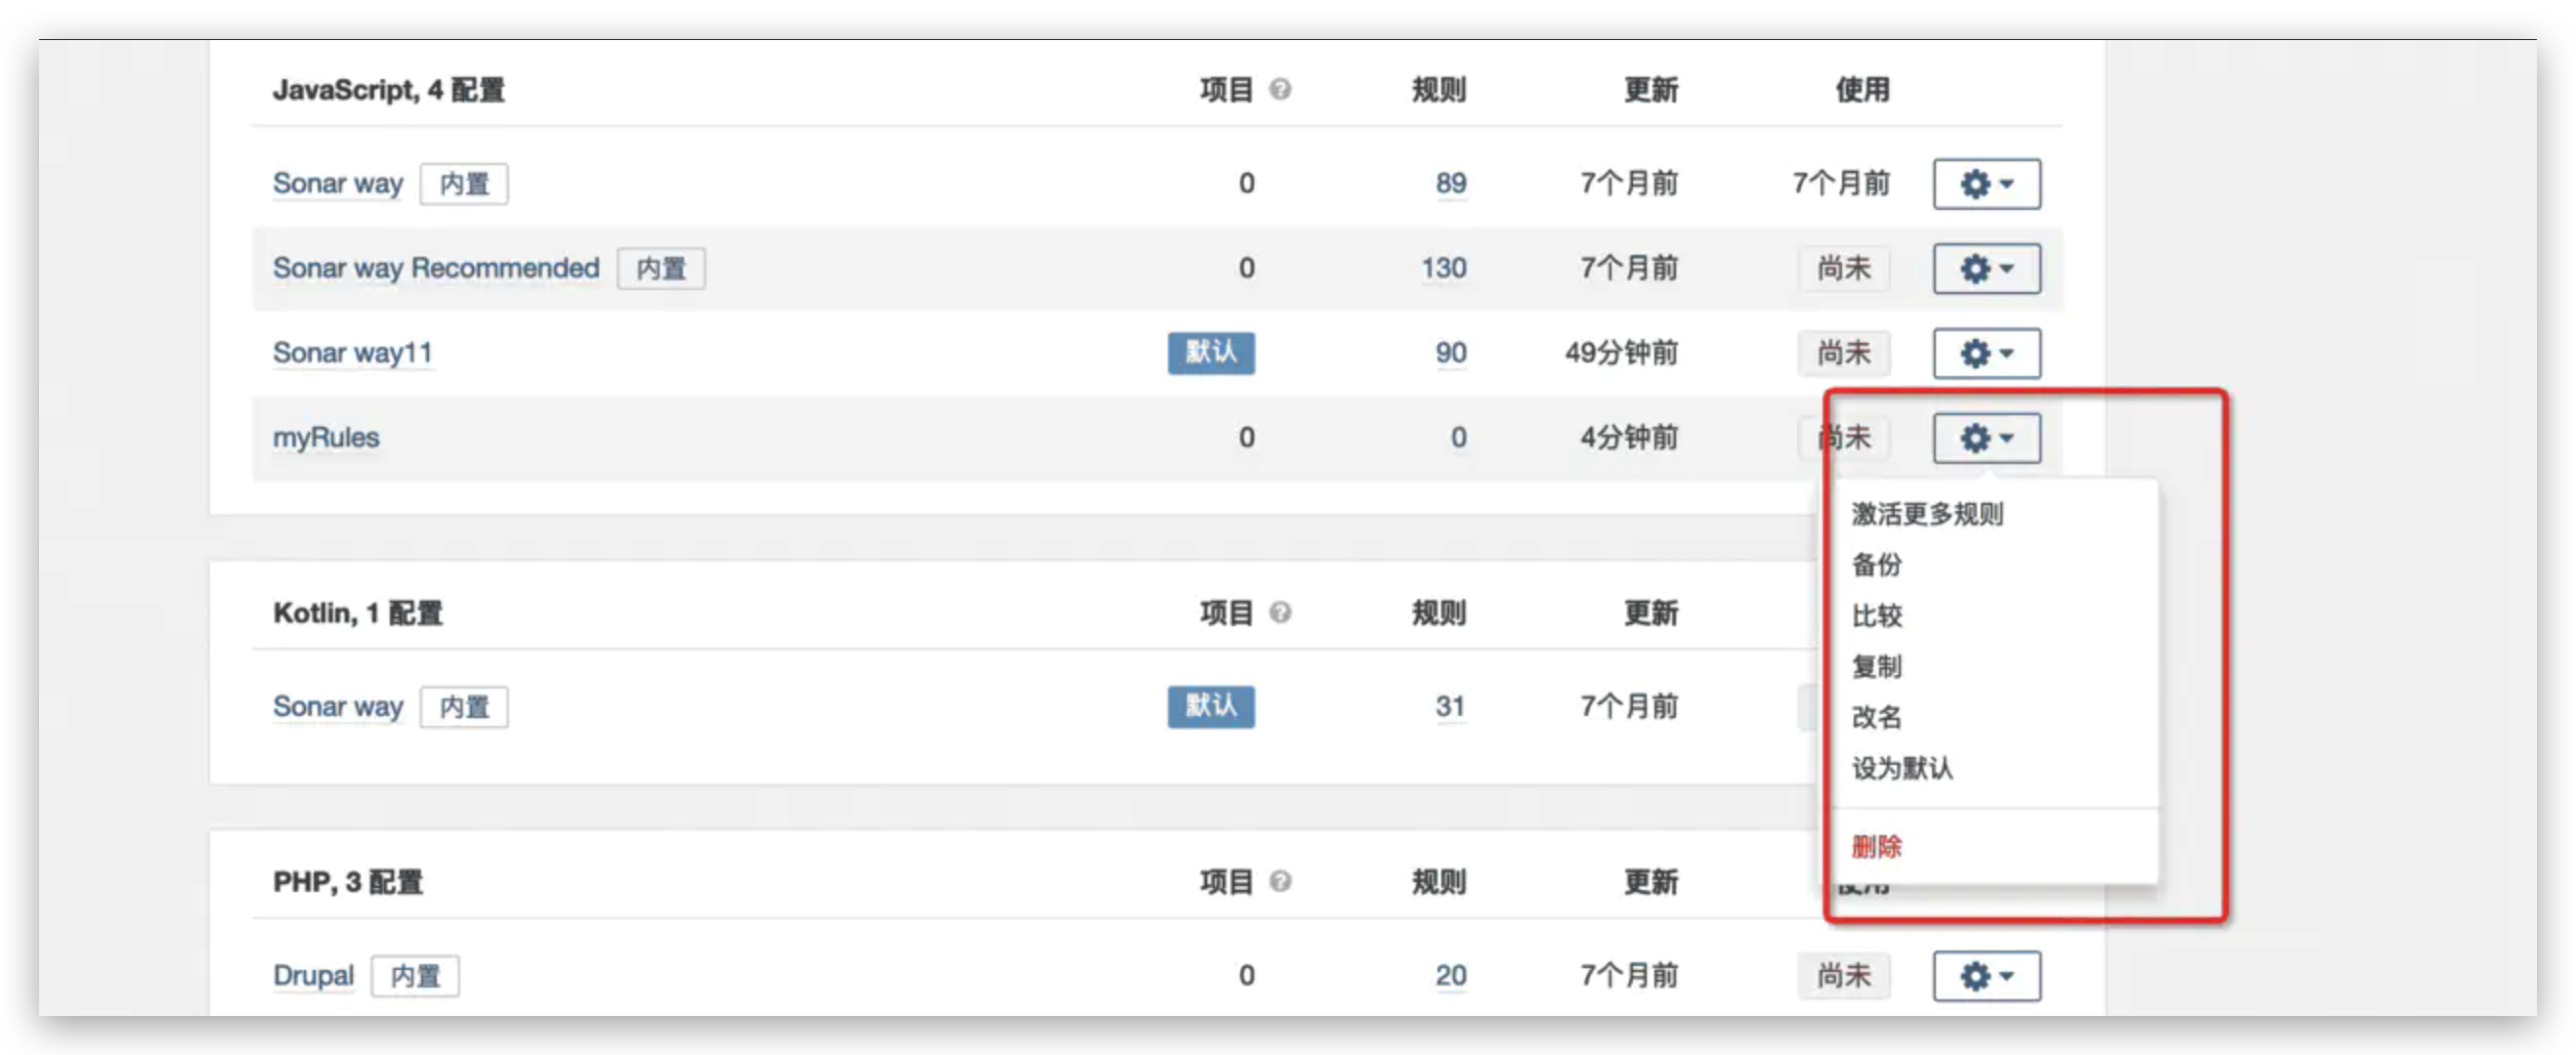 JavaScript, 4 配置 项目 规则 更新 使用
Sonar way 内置 0 89 7个月前 7个月前
Sonar way Recommended 内置 0 130 7个月前 尚未
Sonar way11 默认 90 49分钟前 尚未
myRules 0 0 4分钟前 尚未
激活更多规则
备份
比较
复制
改名
设为默认
删除
Kotlin, 1 配置 项目 规则 更新
Sonar way 内置 默认 31 7个月前
PHP, 3 配置 项目 规则 更新 使用
Drupal 内置 0 20 7个月前 尚未